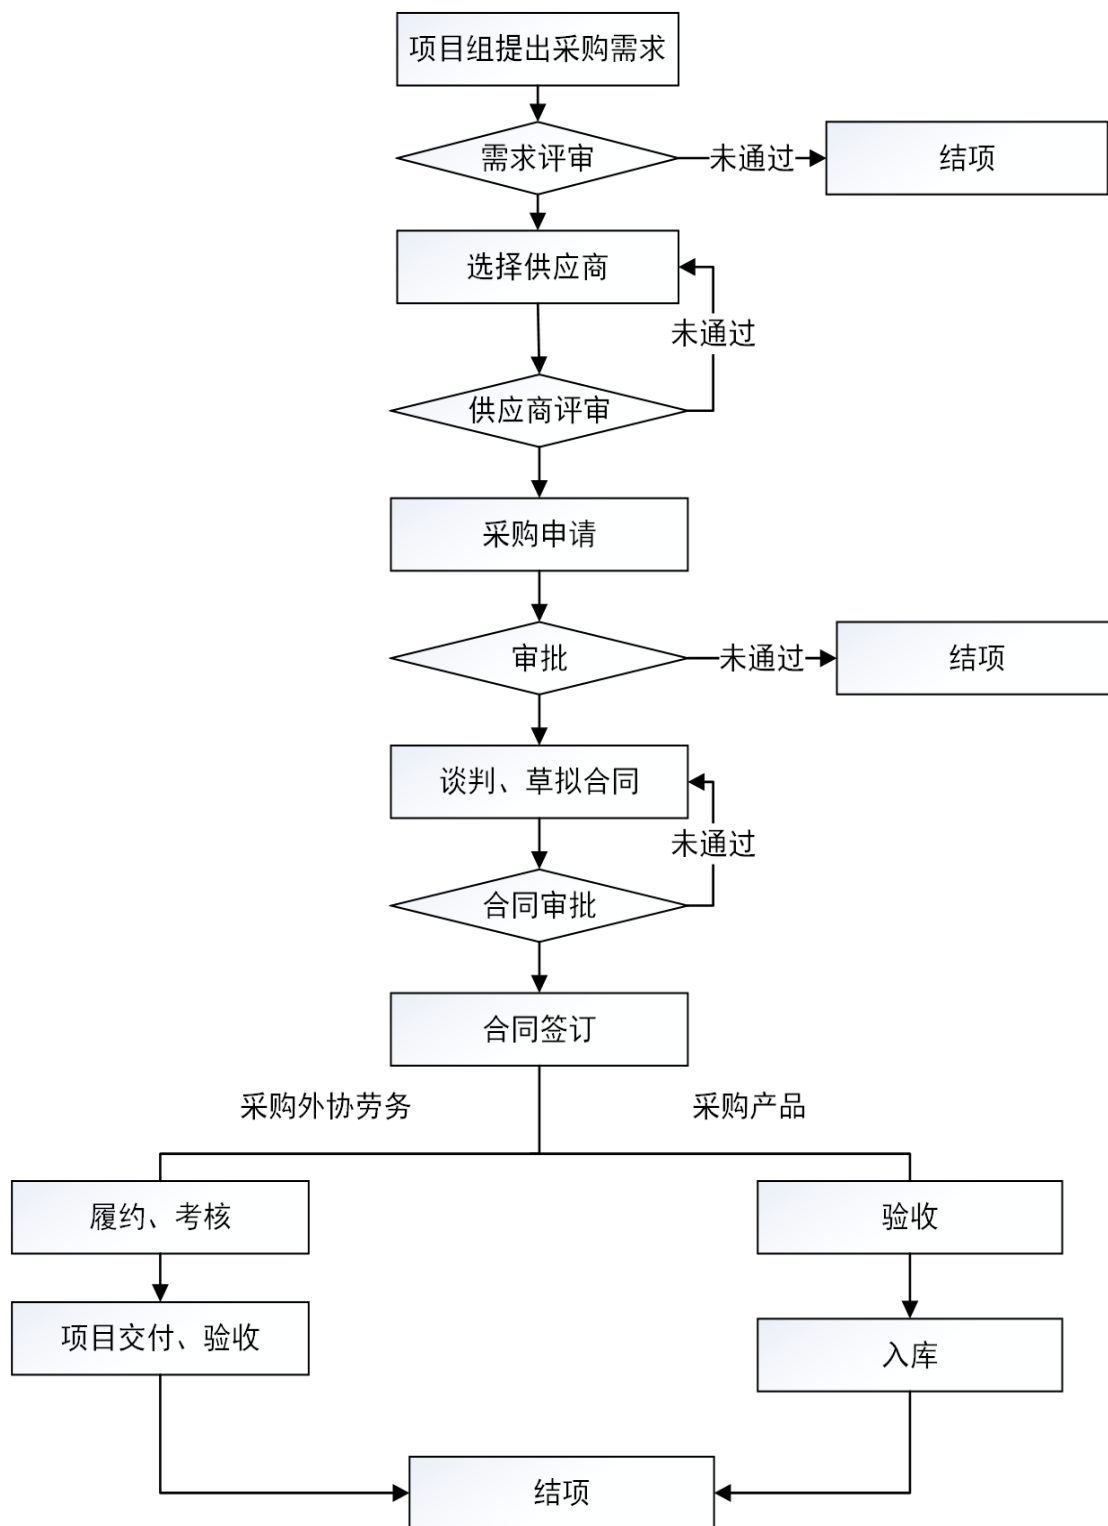 项目组提出采购需求
需求评审
未通过
结项
选择供应商
未通过
供应商评审
采购申请
审批
未通过
结项
谈判、草拟合同
未通过
合同审批
合同签订
采购外协劳务
采购产品
履约、考核
验收
项目交付、验收
入库
结项